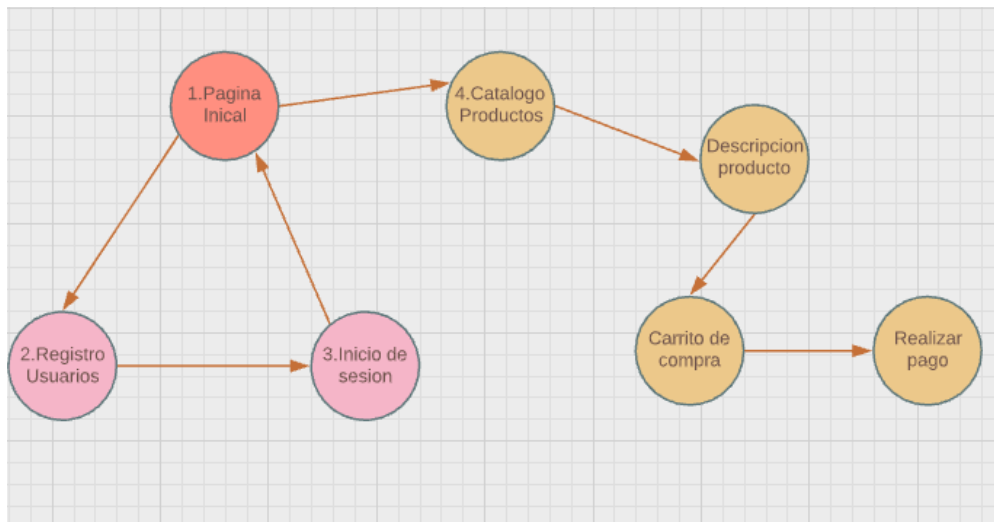 1.Pagina
Inical
4.Catalogo
Productos
Descripcion
producto
2.Registro
Usuarios
3.Inicio de
sesion
Carrito de
compra
Realizar
pago